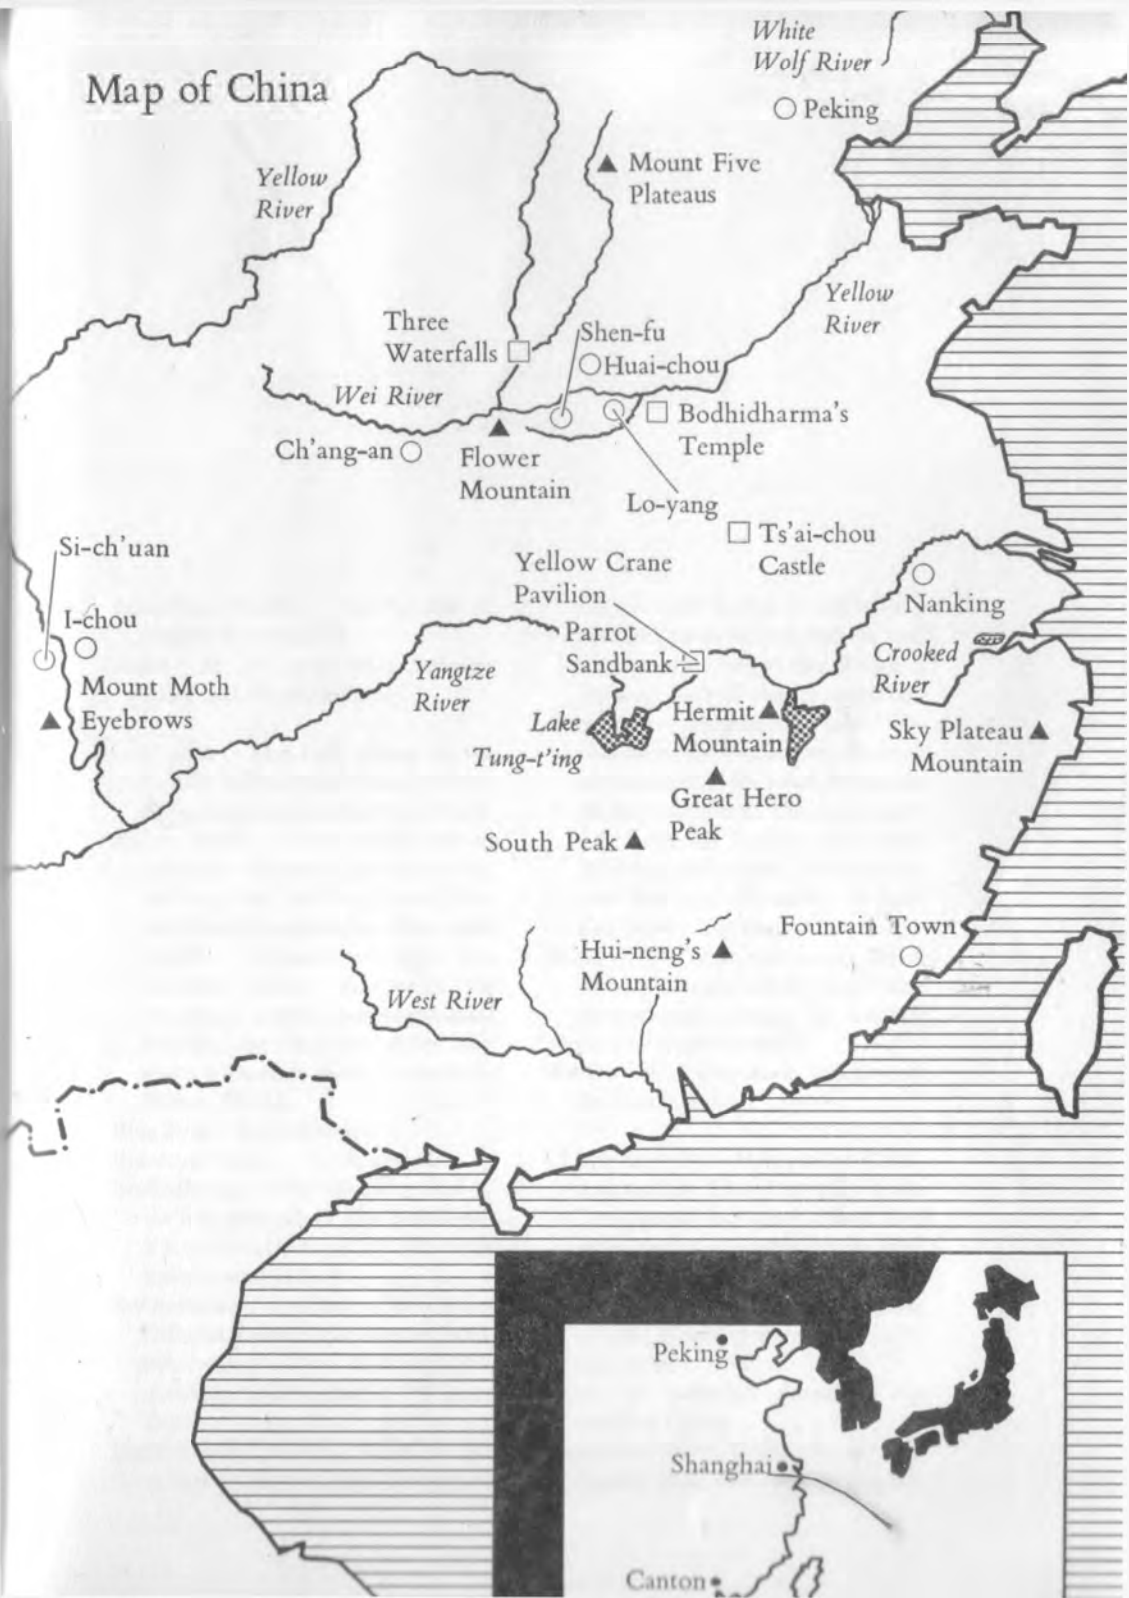 White
Wolf River
Map of China
Peking
Mount Five
Plateaus
Yellow
River
Yellow
River
Three
Waterfalls
Shen-fu
Huai-chou
Wei River
Bodhidharma's
Temple
Ch'ang-an
Flower
Mountain
Lo-yang
Ts'ai-chou
Castle
Si-ch'uan
Yellow Crane
Pavilion
I-chou
Nanking
Parrot
Sandbank
Crooked
River
Yangtze
River
Mount Moth
Eyebrows
Lake
Tung-t'ing
Hermit
Mountain
Sky Plateau
Mountain
Great Hero
Peak
South Peak
Fountain Town
Hui-neng's
Mountain
West River
Peking
Shanghai
Canton